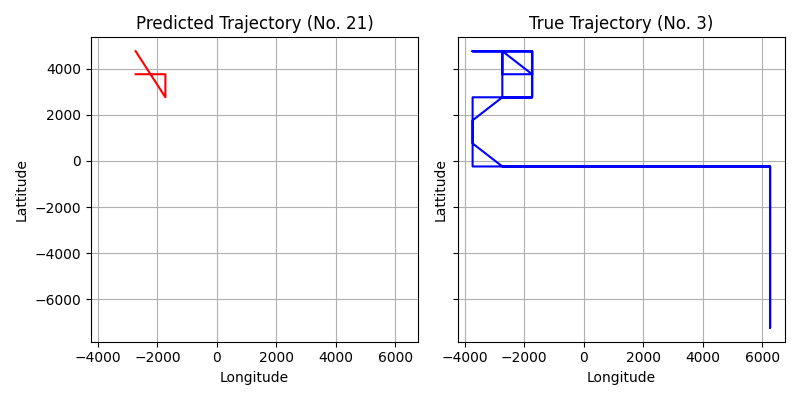 Predicted Trajectory (No. 21)
True Trajectory (No. 3)
Lattitude
4000
2000
0
−2000
−4000
−6000
−4000 −2000 0 2000 4000 6000
Longitude
Lattitude
−4000 −2000 0 2000 4000 6000
Longitude